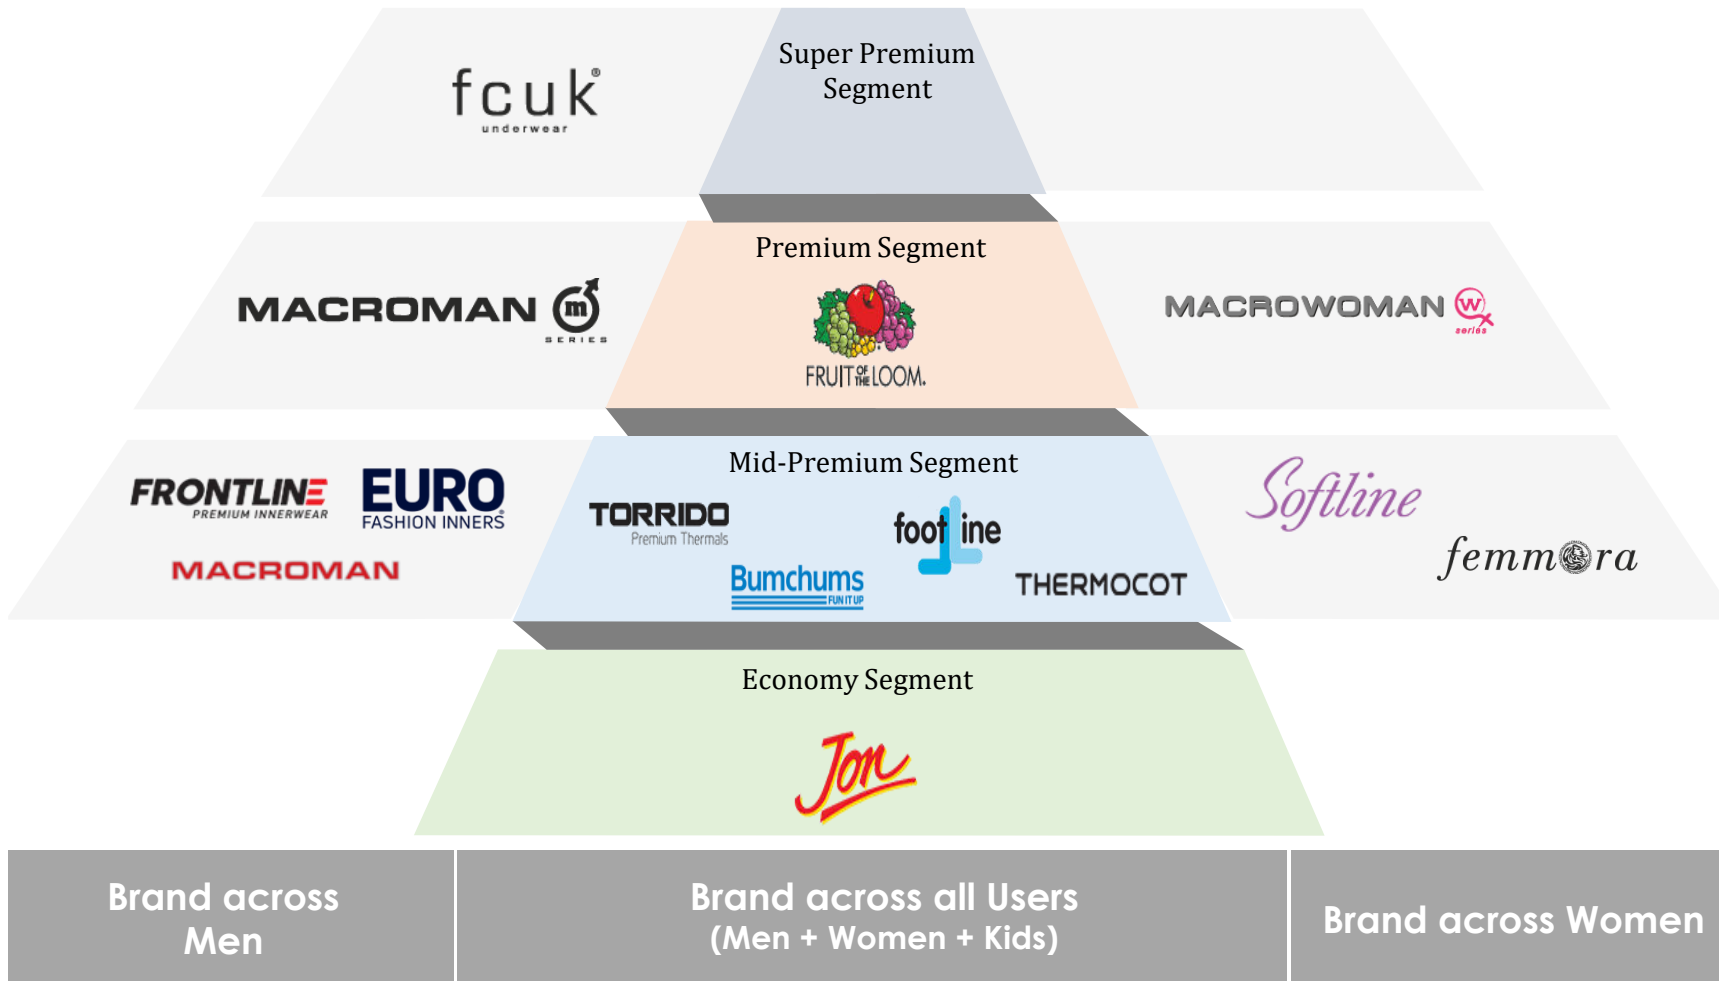 fcuk®
underwear
Super Premium
Segment
MACROMAN m
SERIES
Premium Segment
FRUIT OF THE LOOM.
MACROWOMAN W
series
FRONTLINE
PREMIUM INNERWEAR
EURO
FASHION INNERS
MACROMAN
Mid-Premium Segment
TORRIDO
Premium Thermals
footLine
Bumchums
FUN IT UP
THERMOCOT
Softline
femmora
Economy Segment
Jon
Brand across
Men
Brand across all Users
(Men + Women + Kids)
Brand across Women